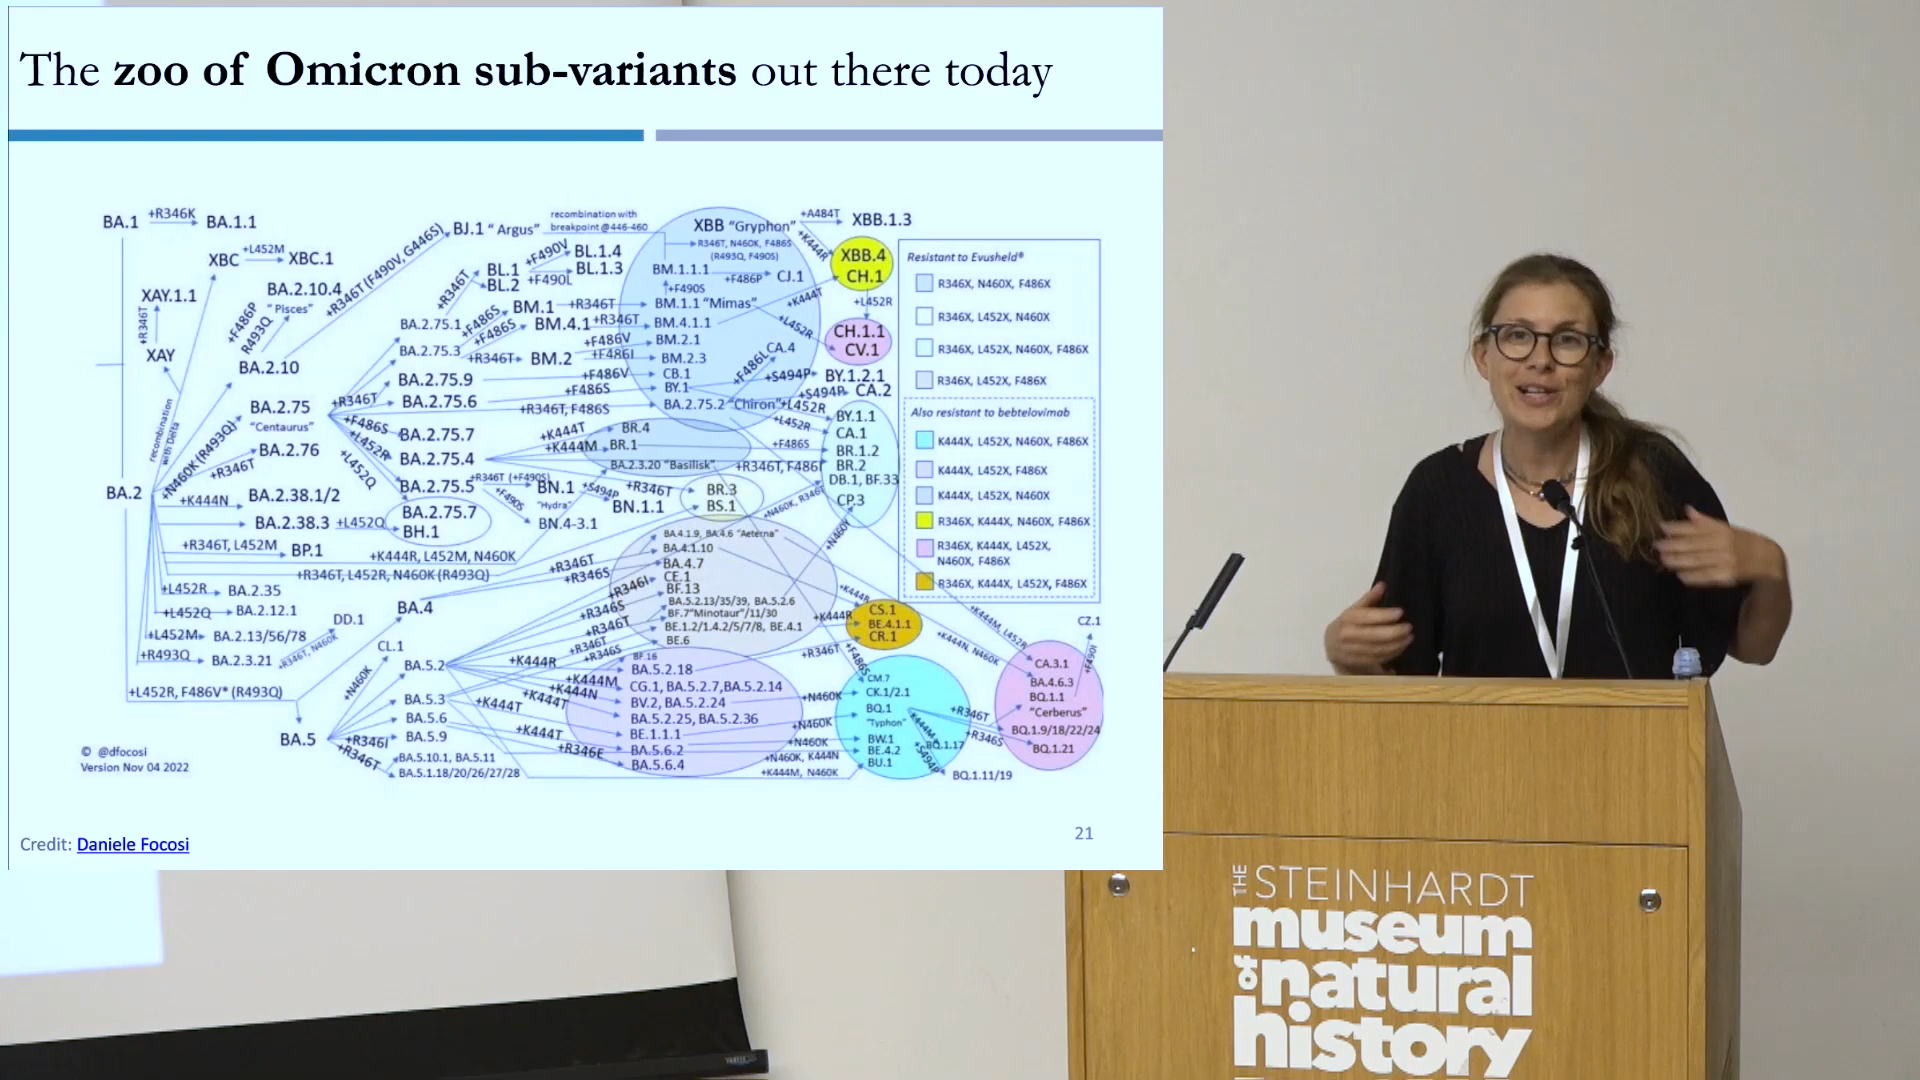 The zoo of Omicron sub-variants out there today
BA.1
+R346K
BA.1.1
XBC
+L452M
XBC.1
XAY.1.1
+R346T
XAY
recombination
with Delta
BA.2.10.4
"Pisces"
+F486P
R493Q
BA.2.10
+R346T (F490V, G446S)
BJ.1 "Argus"
recombination with
breakpoint @446-460
BL.1
BL.2
+R346T
+F490V
+F490L
BL.1.4
BL.1.3
BA.2.75
"Centaurus"
BA.2.75.1
BA.2.75.3
+F486S
+F486S
BM.1
BM.4.1
+R346T
+R346T
+R346T
BM.2
+F486V
+F486I
BA.2.75.9
BA.2.75.6
+F486V
+F486S
+R346T
+R346T, F486S
+F486S
BA.2.75.7
+L452R
BA.2.75.4
+L452Q
BA.2.75.5
+R346T (+F490S)
+F490S
BN.1
"Hydra"
BN.4-3.1
+S494P
BN.1.1
XBB "Gryphon"
R346T, N460K, F486S
(R493Q, F490S)
BM.1.1.1
+F486P
CJ.1
+F490S
BM.1.1 "Mimas"
BM.4.1.1
BM.2.1
BM.2.3
CB.1
BY.1
BA.2.75.2 "Chiron"
+A484T
XBB.1.3
+K444R
XBB.4
CH.1
+K444T
+L452R
+L452R
CH.1.1
CV.1
+F486L
CA.4
+S494P
BY.1.2.1
+S494P
CA.2
+L452R
+L452R
BY.1.1
CA.1
BR.1.2
BR.2
DB.1, BF.33
CP.3
+F486S
+R346T, F486I
+K444T
+K444M
BR.4
BR.1
BA.2.3.20 "Basilisk"
+R346T
BR.3
BS.1
+N460K, R346T
+N460K
BA.2
+N460K (R493Q)
+R346T
BA.2.76
+K444N
BA.2.38.1/2
BA.2.38.3
+L452Q
BA.2.75.7
BH.1
+R346T, L452M
BP.1
+K444R, L452M, N460K
+R346T, L452R, N460K (R493Q)
+L452R
BA.2.35
+L452Q
BA.2.12.1
+L452M
BA.2.13/56/78
+R493Q
BA.2.3.21
+R346T, N460K
DD.1
+L452R, F486V* (R493Q)
BA.4
+R346T
+R346S
BA.4.1.9, BA.4.6 "Aeterna"
BA.4.1.10
BA.4.7
CE.1
BF.13
BA.5.2.13/35/39, BA.5.2.6
BF.7"Minotaur"/11/30
BE.1.2/1.4.2/5/7/8, BE.4.1
BE.6
+R346I
+R346S
+R346T
+R346T
+R346S
BA.5
+N460K
CL.1
BA.5.2
BA.5.3
BA.5.6
BA.5.9
+R346I
+R346T
BA.5.10.1, BA.5.11
BA.5.1.18/20/26/27/28
+K444R
+K444M
+K444N
+K444T
+K444T
+K444T
+R346E
BF.16
BA.5.2.18
CG.1, BA.5.2.7, BA.5.2.14
BV.2, BA.5.2.24
BA.5.2.25, BA.5.2.36
BE.1.1.1
BA.5.6.2
BA.5.6.4
+K444R
+K444R
+R346T
+F486S
CS.1
BE.4.1.1
CR.1
+N460K
+N460K
+N460K
+N460K, K444N
+K444M, N460K
CM.7
CK.1/2.1
BQ.1
"Typhon"
BW.1
BE.4.2
BU.1
+K444M
BQ.1.17
+S494P
BQ.1.11/19
+R346T
+R346S
+K444M, L452R
+K444N, N460K
CZ.1
+F490I
CA.3.1
BA.4.6.3
BQ.1.1
"Cerberus"
BQ.1.9/18/22/24
BQ.1.21
Resistant to Evusheld®
R346X, N460X, F486X
R346X, L452X, N460X
R346X, L452X, N460X, F486X
R346X, L452X, F486X
Also resistant to bebtelovimab
K444X, L452X, N460X, F486X
K444X, L452X, F486X
K444X, L452X, N460X
R346X, K444X, N460X, F486X
R346X, K444X, L452X,
N460X, F486X
R346X, K444X, L452X, F486X
© @dfocosi
Version Nov 04 2022
Credit: Daniele Focosi
21
THE STEINHARDT
museum
of natural
history